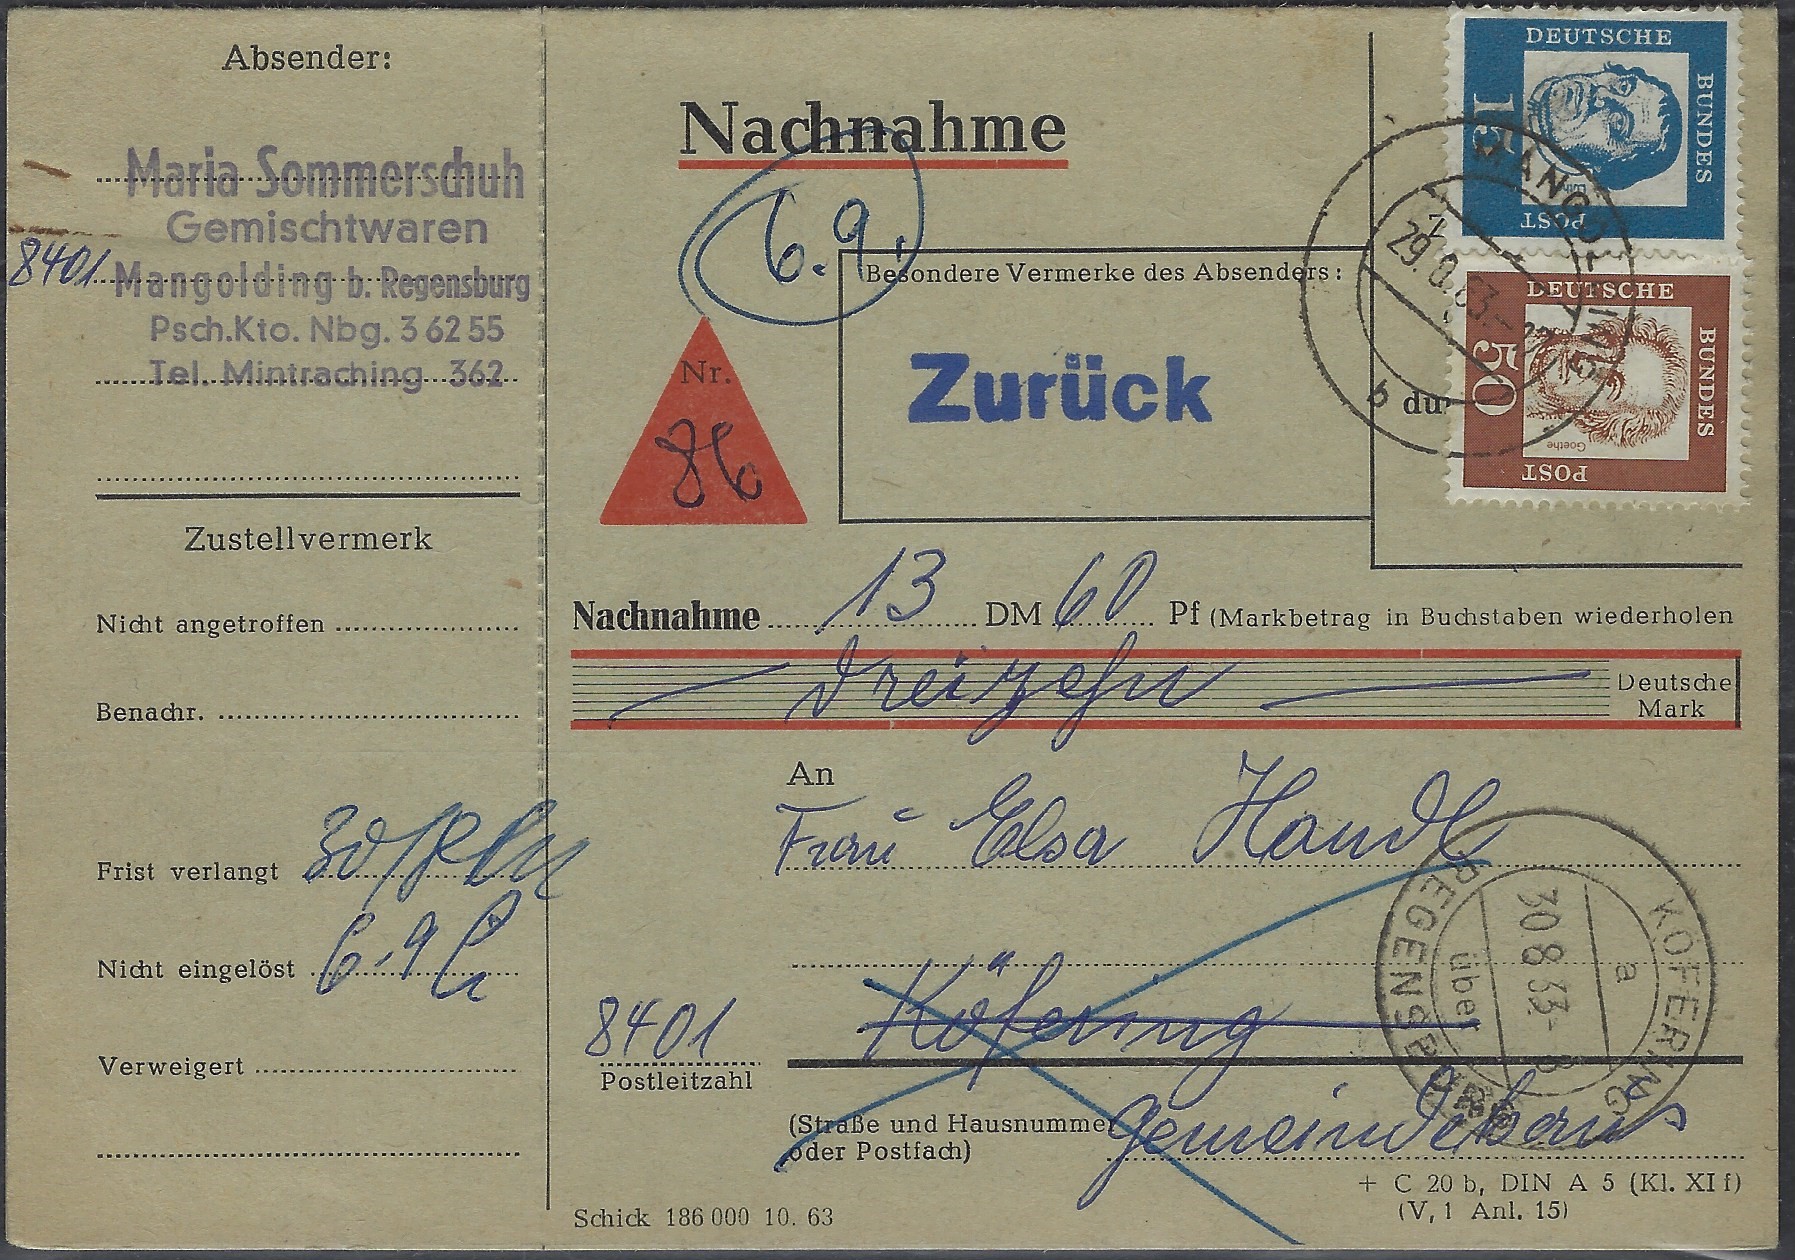 Absender:
Maria Sommerschuh
Gemischtwaren
8401 Mangolding b. Regensburg
Psch.Kto. Nbg. 3 62 55
Tel. Mintraching 362
Zustellvermerk
Nicht angetroffen
Benachr.
Frist verlangt
Nicht eingelöst 6.9
Verweigert
Nachnahme
6.9.
Nr.
86
Besondere Vermerke des Absenders:
Zurück
DEUTSCHE
BUNDES
POST
15
DEUTSCHE
BUNDES
POST
50
Goethe
b
Nachnahme 13 DM 60 Pf (Markbetrag in Buchstaben wiederholen
Dreizehn
Deutsche
Mark
An
Frau Elsa Handl
Köfering
8401
Postleitzahl
(Straße und Hausnummer
oder Postfach)
Gemeindehaus
KÖFERING
über
REGENSBURG
a
30.8.63.-8
+ C 20 b, DIN A 5 (Kl. XI f)
(V, 1 Anl. 15)
Schick 186 000 10. 63